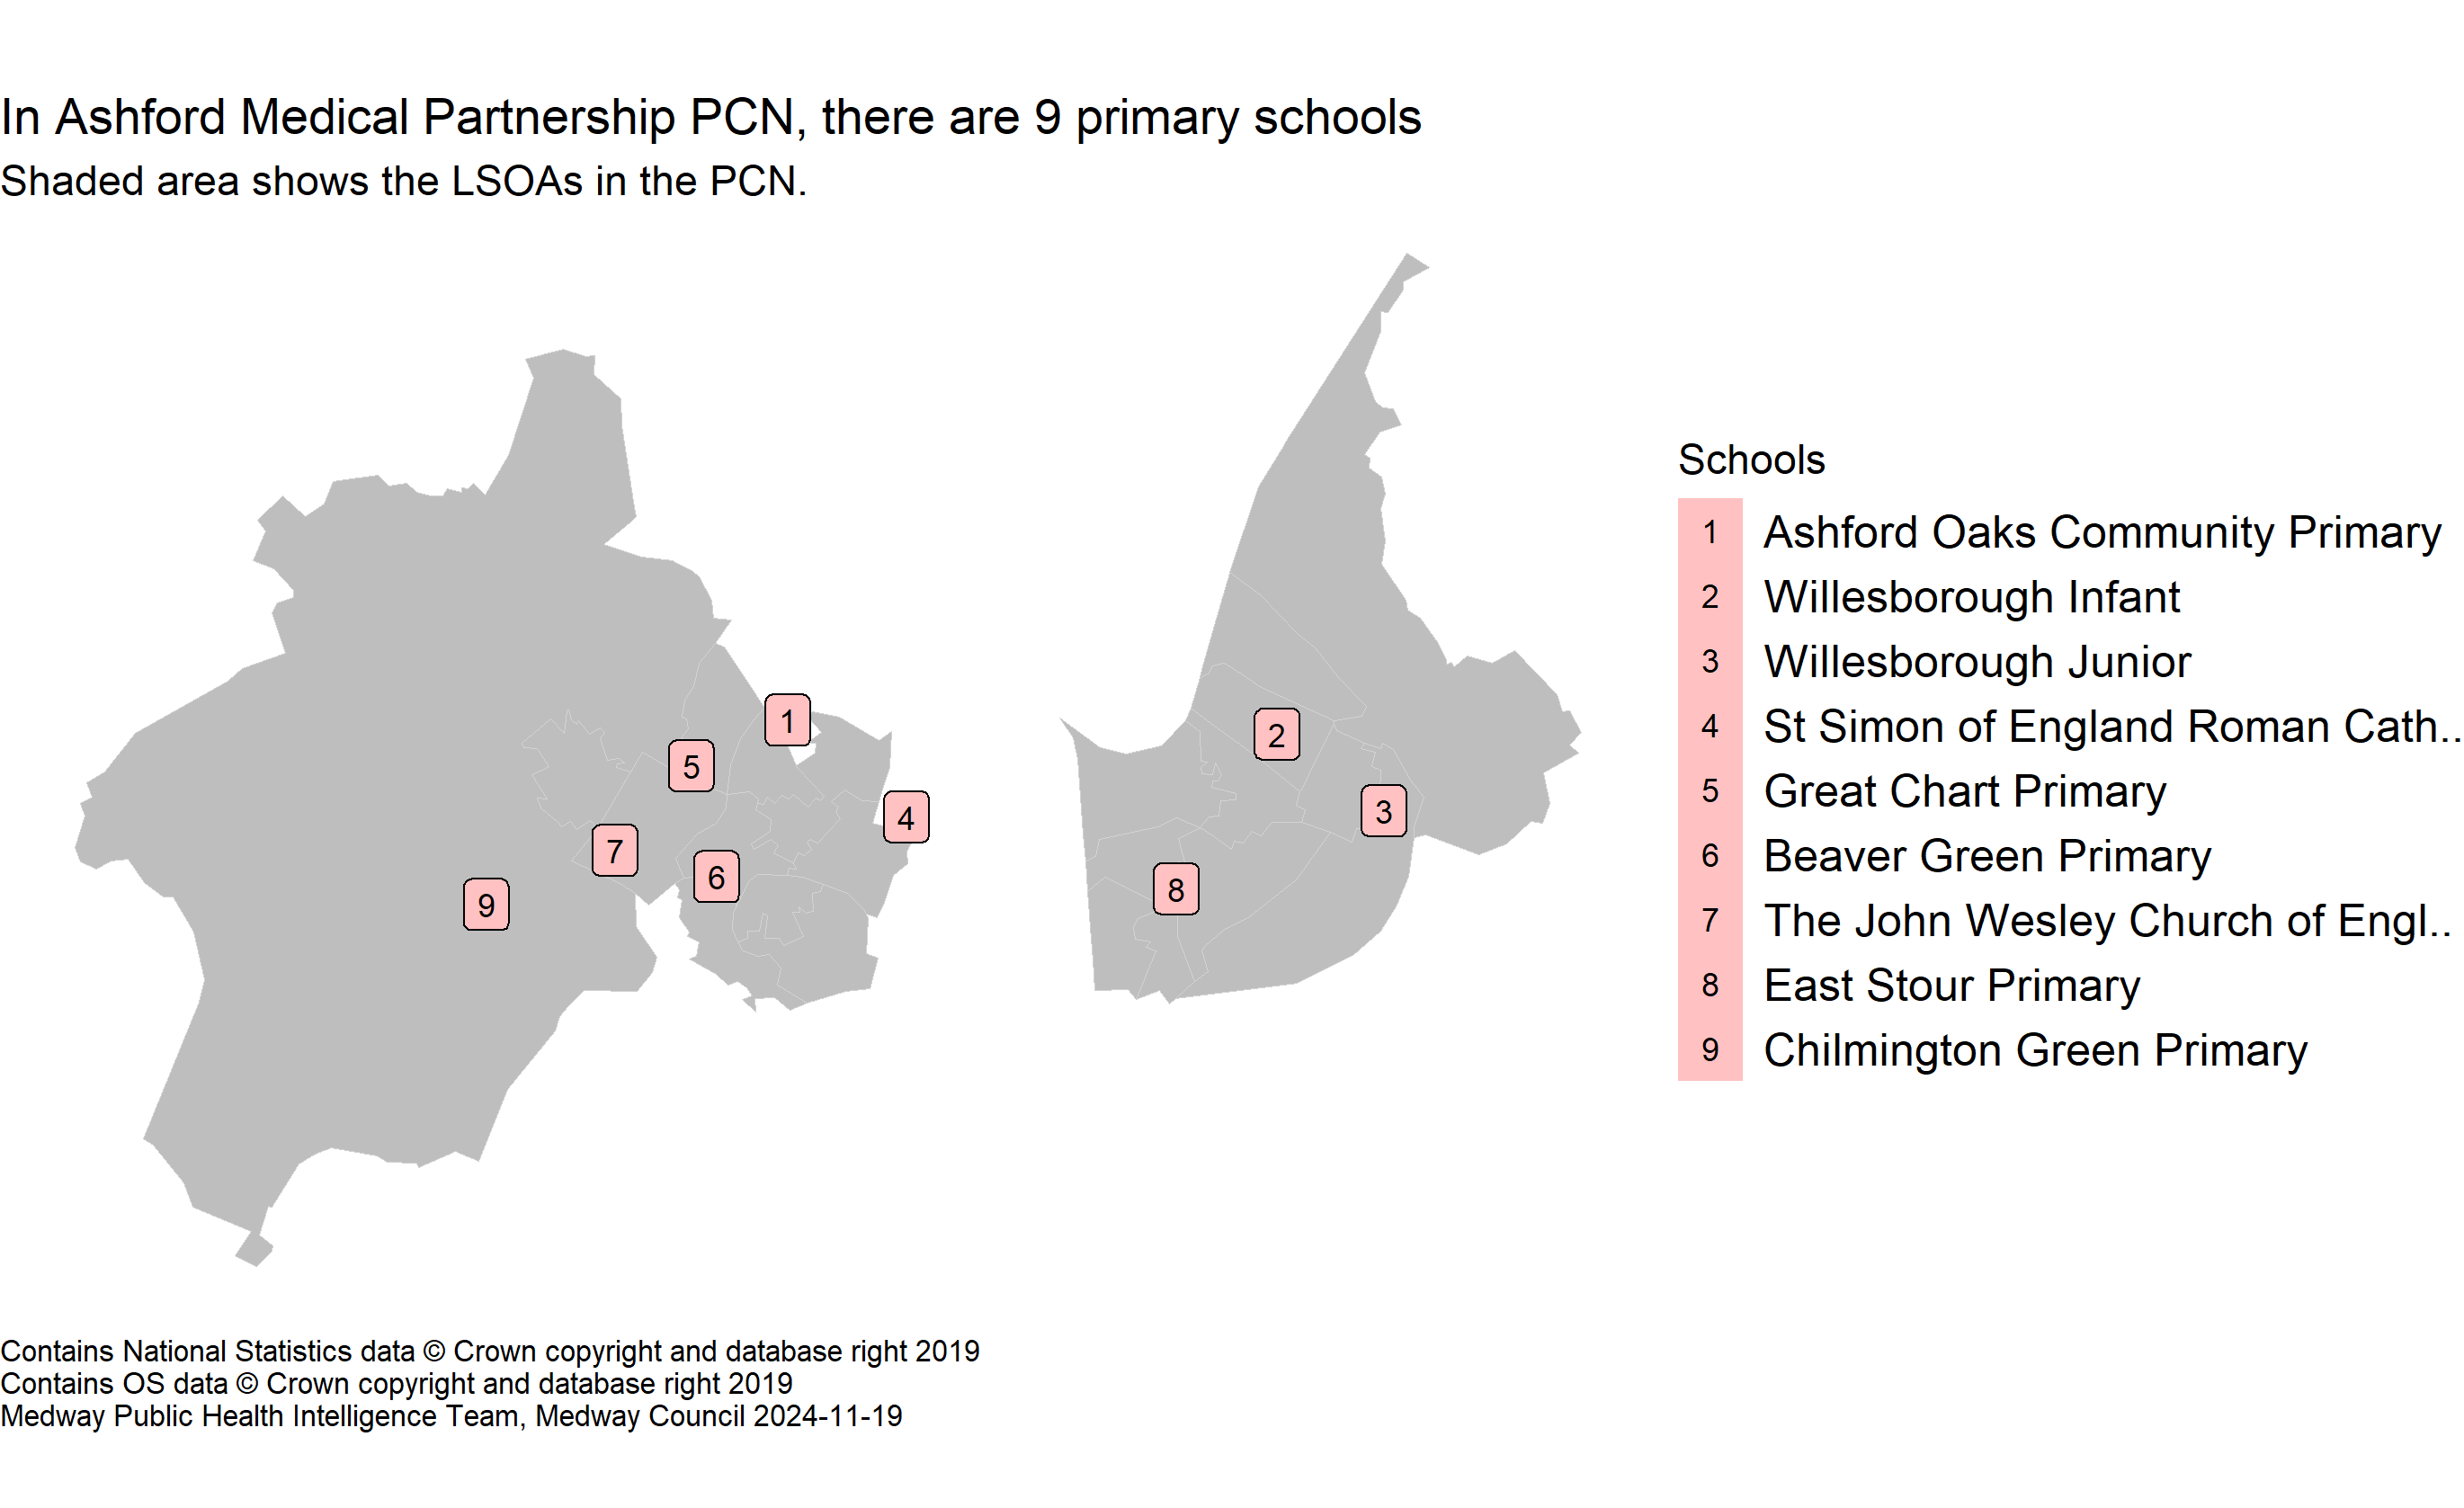 In Ashford Medical Partnership PCN, there are 9 primary schools
Shaded area shows the LSOAs in the PCN.
1
2
5
3
4
7
6
8
9
Schools
1 Ashford Oaks Community Primary
2 Willesborough Infant
3 Willesborough Junior
4 St Simon of England Roman Cath..
5 Great Chart Primary
6 Beaver Green Primary
7 The John Wesley Church of Engl..
8 East Stour Primary
9 Chilmington Green Primary
Contains National Statistics data © Crown copyright and database right 2019
Contains OS data © Crown copyright and database right 2019
Medway Public Health Intelligence Team, Medway Council 2024-11-19